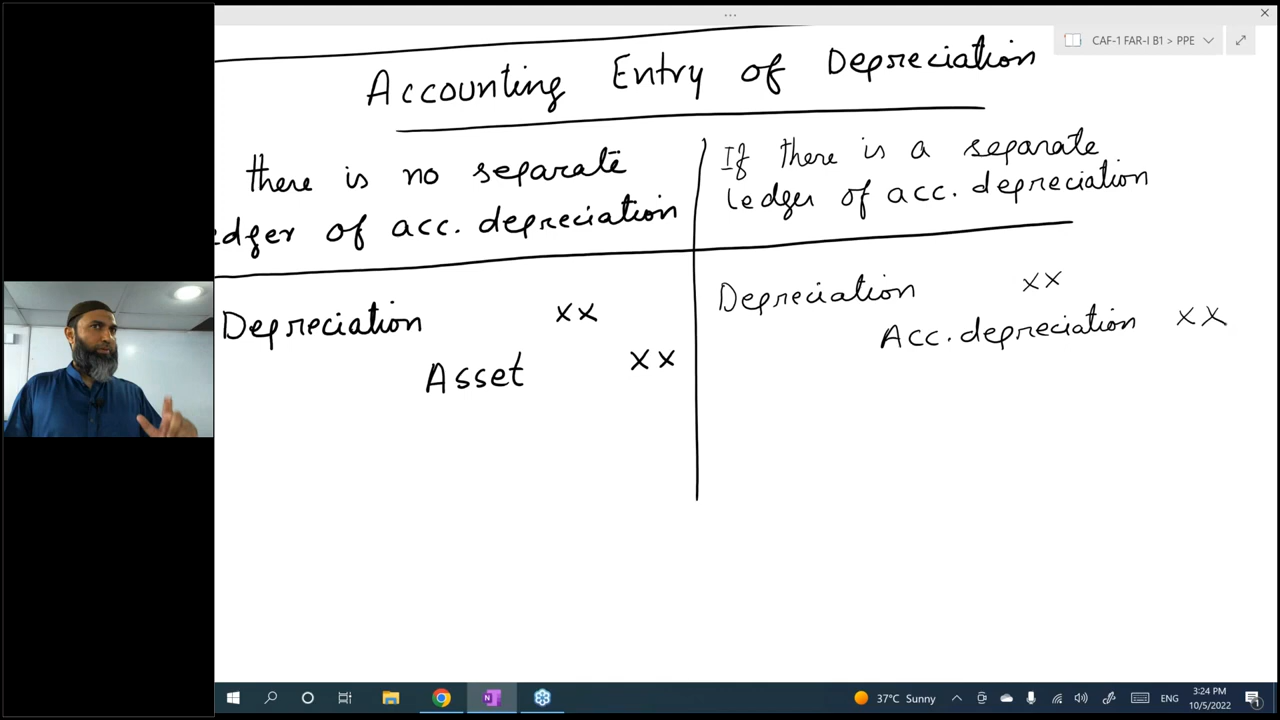 CAF-1 FAR-I B1 > PPE
Accounting Entry of Depreciation
there is no separate
edger of acc. depreciation
If there is a separate
ledger of acc. depreciation
Depreciation xx
Asset xx
Depreciation xx
Acc. depreciation xx
37°C Sunny
ENG
3:24 PM
10/5/2022
1